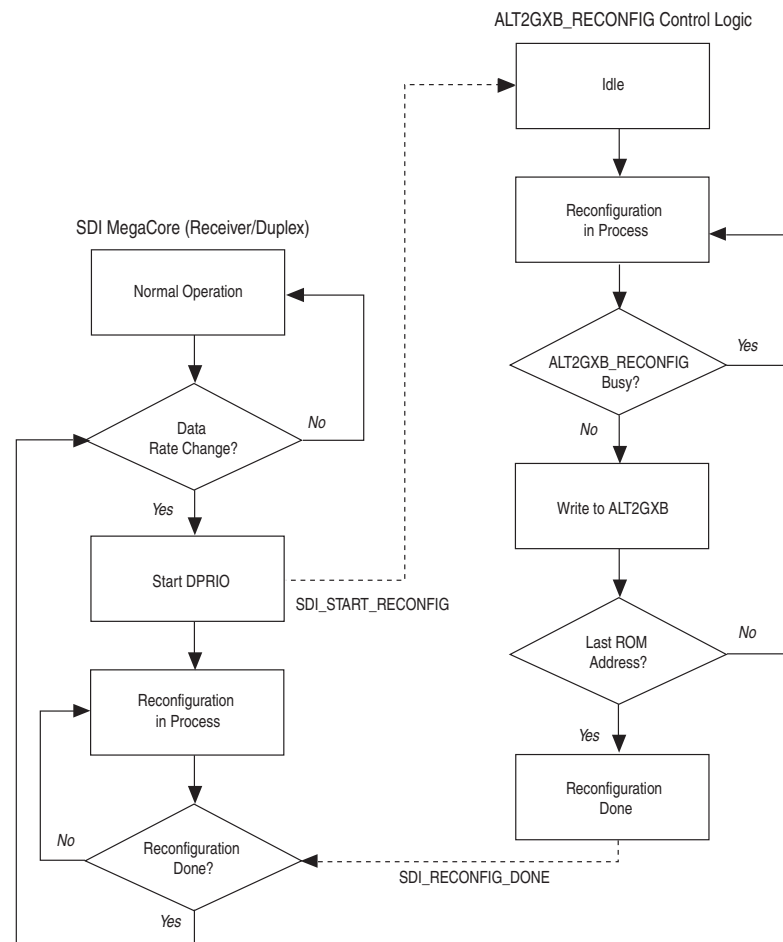 ALT2GXB_RECONFIG Control Logic
Idle
Reconfiguration
in Process
ALT2GXB_RECONFIG
Busy?
Yes
No
Write to ALT2GXB
Last ROM
Address?
No
Yes
Reconfiguration
Done
SDI MegaCore (Receiver/Duplex)
Normal Operation
Data
Rate Change?
No
Yes
Start DPRIO
SDI_START_RECONFIG
Reconfiguration
in Process
No
Reconfiguration
Done?
SDI_RECONFIG_DONE
Yes